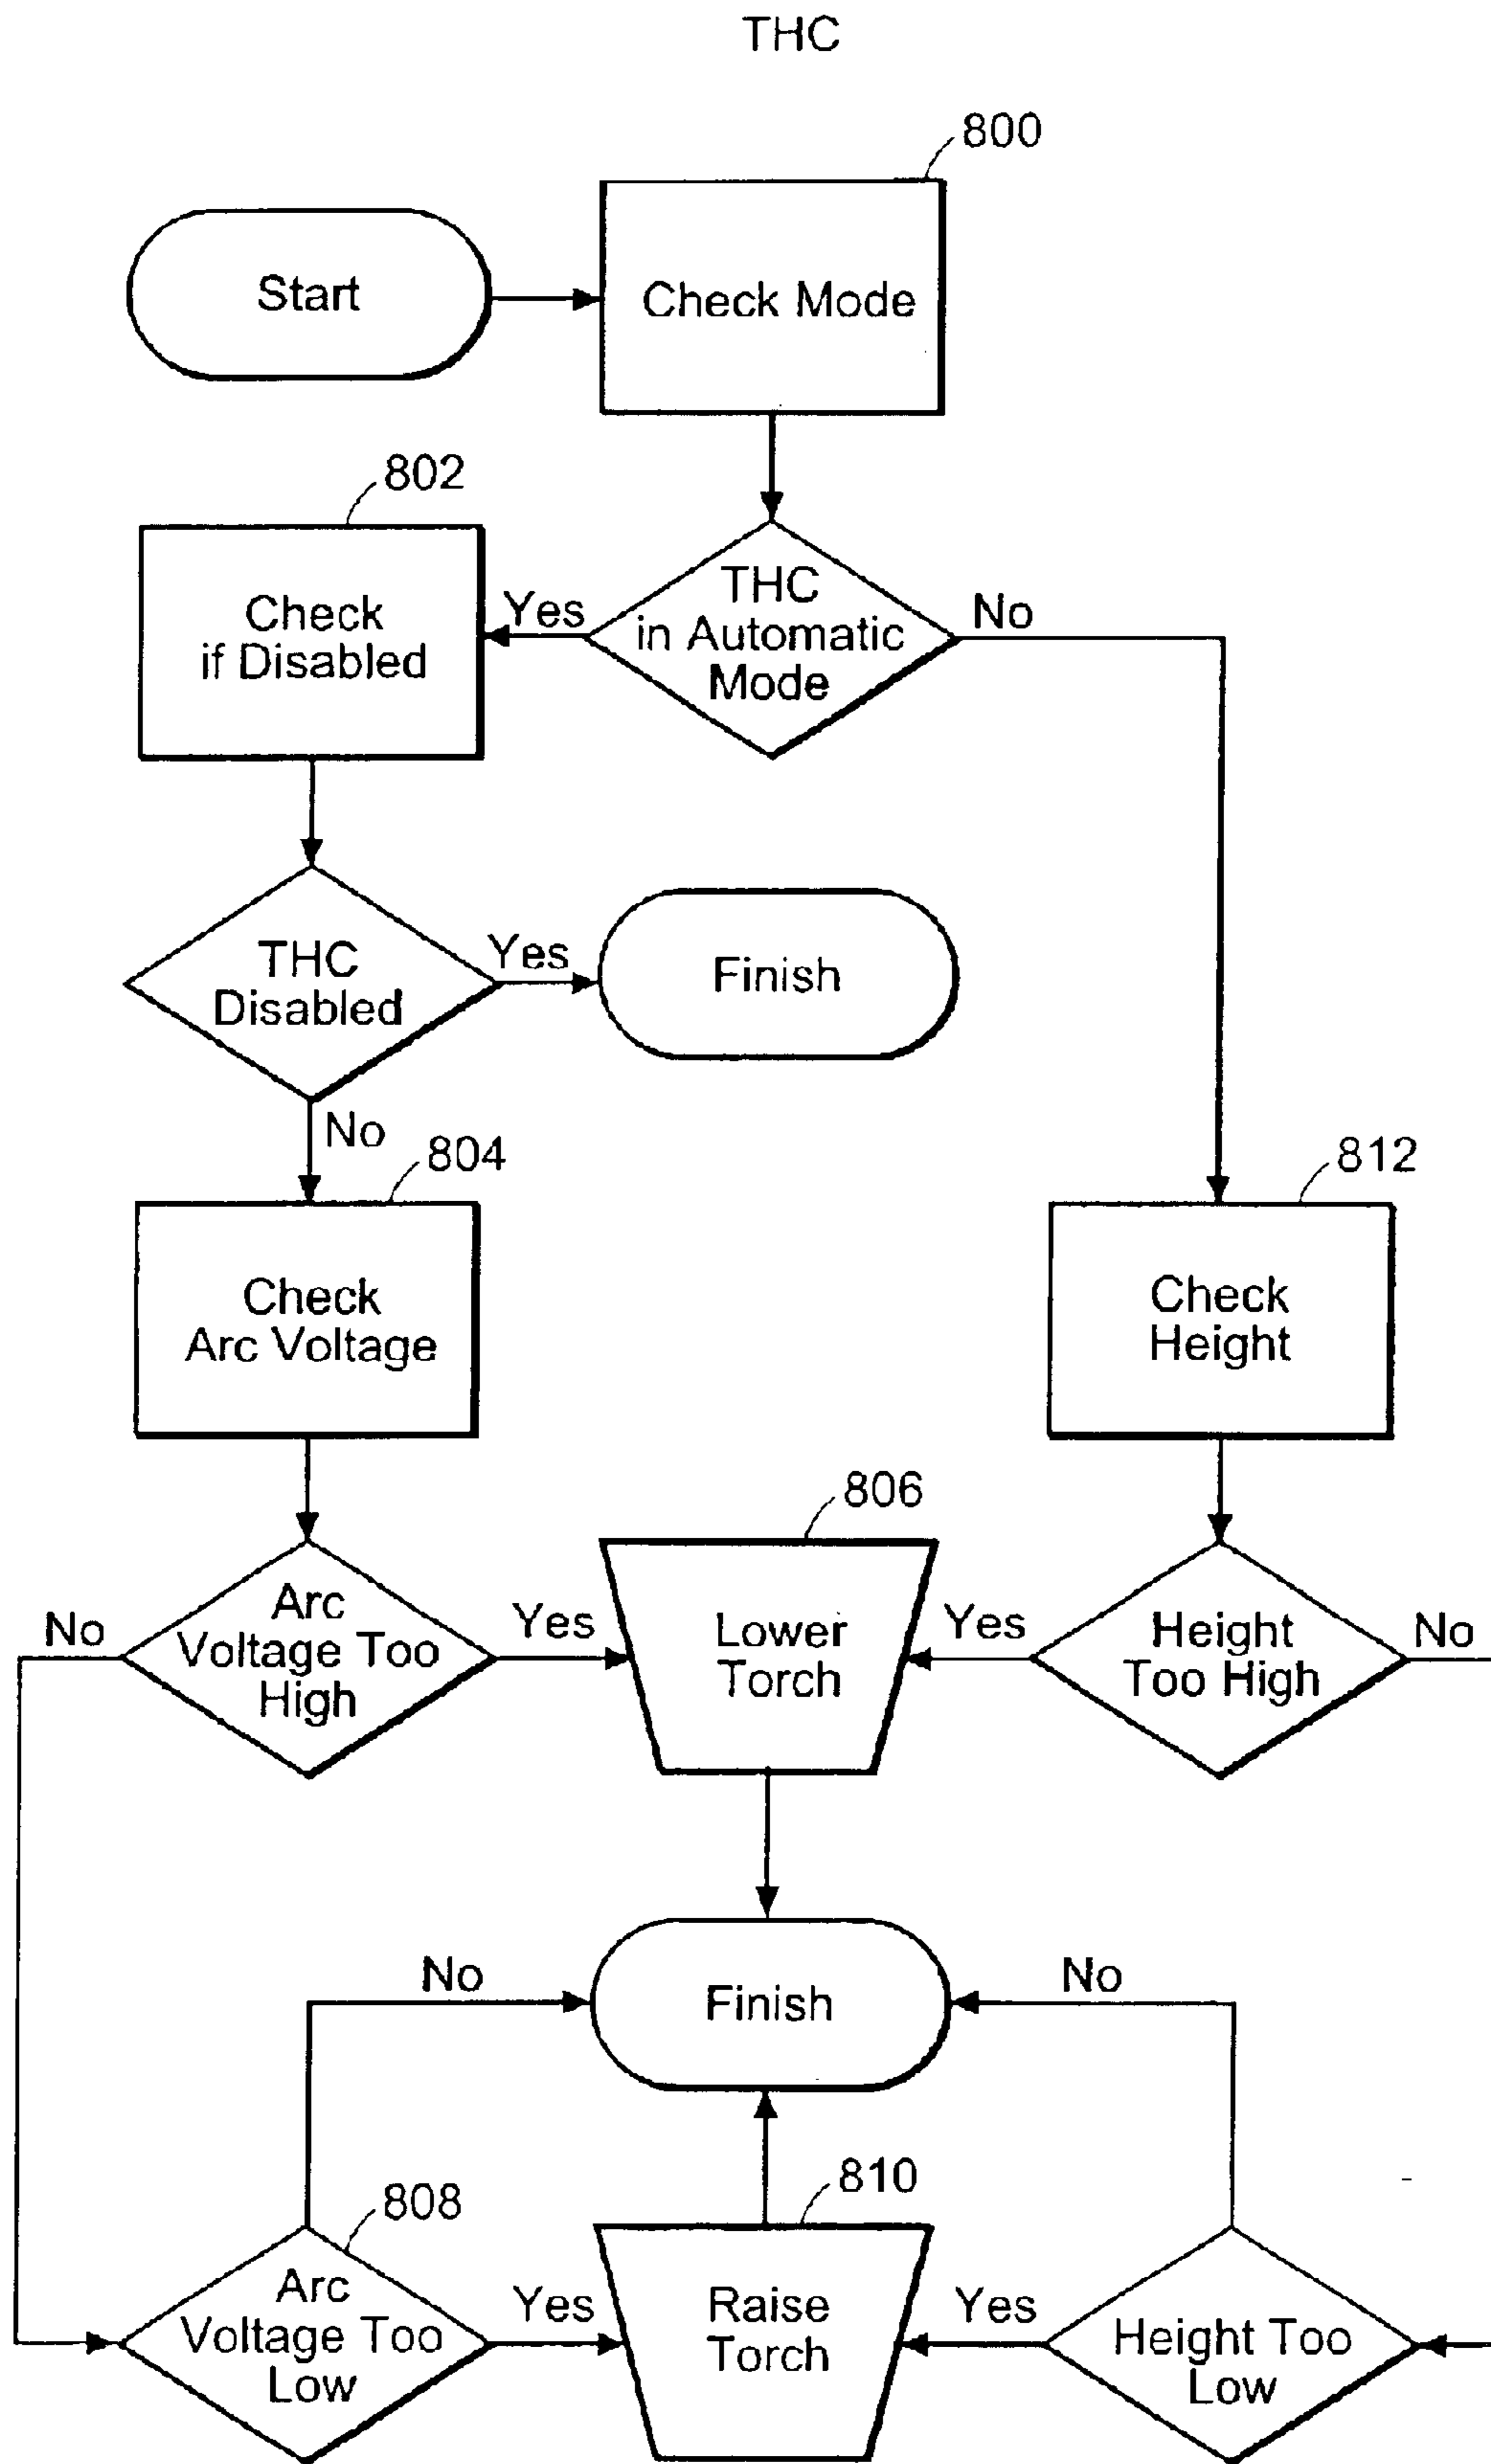 THC
800
Start
Check Mode
802
Check
if Disabled
Yes
THC
in Automatic
Mode
No
THC
Disabled
Yes
Finish
No
804
812
Check
Arc Voltage
Check
Height
806
No
Arc
Voltage Too
High
Yes
Lower
Torch
Yes
Height
Too High
No
No
Finish
No
808
810
Arc
Voltage Too
Low
Yes
Raise
Torch
Yes
Height Too
Low